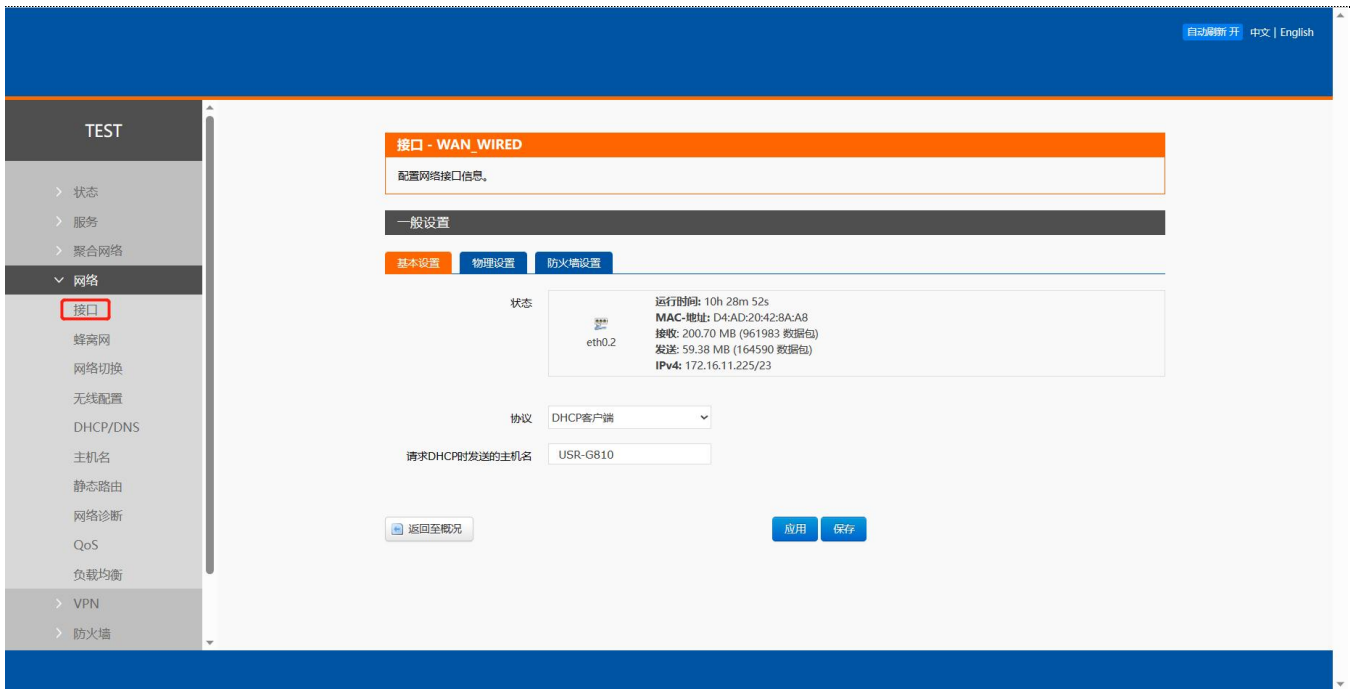 自动刷新 开 中文 | English
TEST
状态
服务
聚合网络
网络
接口
蜂窝网
网络切换
无线配置
DHCP/DNS
主机名
静态路由
网络诊断
QoS
负载均衡
VPN
防火墙
接口 - WAN_WIRED
配置网络接口信息。
一般设置
基本设置 物理设置 防火墙设置
状态
eth0.2
运行时间: 10h 28m 52s
MAC-地址: D4:AD:20:42:8A:A8
接收: 200.70 MB (961983 数据包)
发送: 59.38 MB (164590 数据包)
IPv4: 172.16.11.225/23
协议 DHCP客户端
请求DHCP时发送的主机名 USR-G810
返回至概况 应用 保存